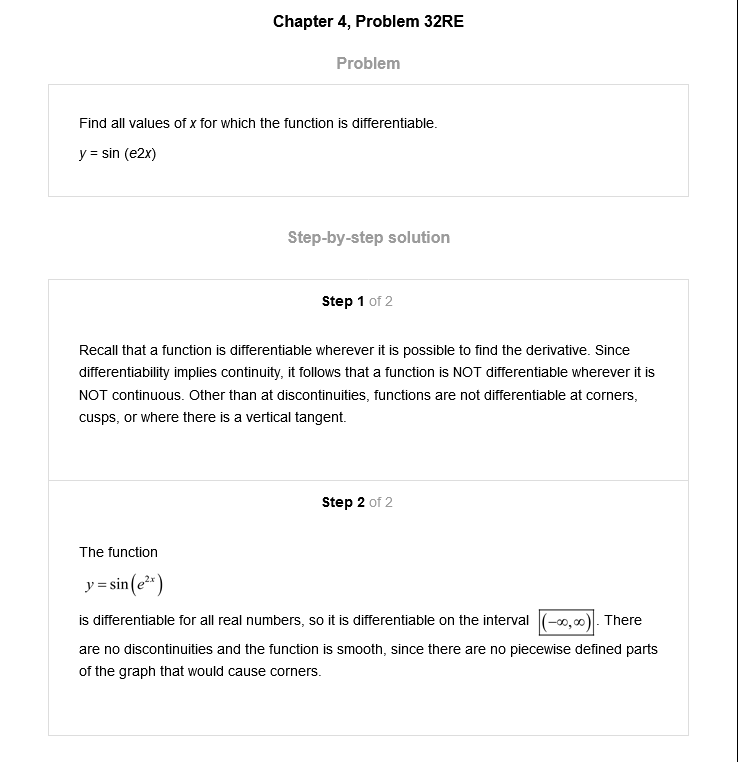 Chapter 4, Problem 32RE
Problem
Find all values of x for which the function is differentiable.
y = sin (e2x)
Step-by-step solution
Step 1 of 2
Recall that a function is differentiable wherever it is possible to find the derivative. Since
differentiability implies continuity, it follows that a function is NOT differentiable wherever it is
NOT continuous. Other than at discontinuities, functions are not differentiable at corners,
cusps, or where there is a vertical tangent.
Step 2 of 2
The function
y = sin(e^{2x})
is differentiable for all real numbers, so it is differentiable on the interval (−∞,∞). There
are no discontinuities and the function is smooth, since there are no piecewise defined parts
of the graph that would cause corners.